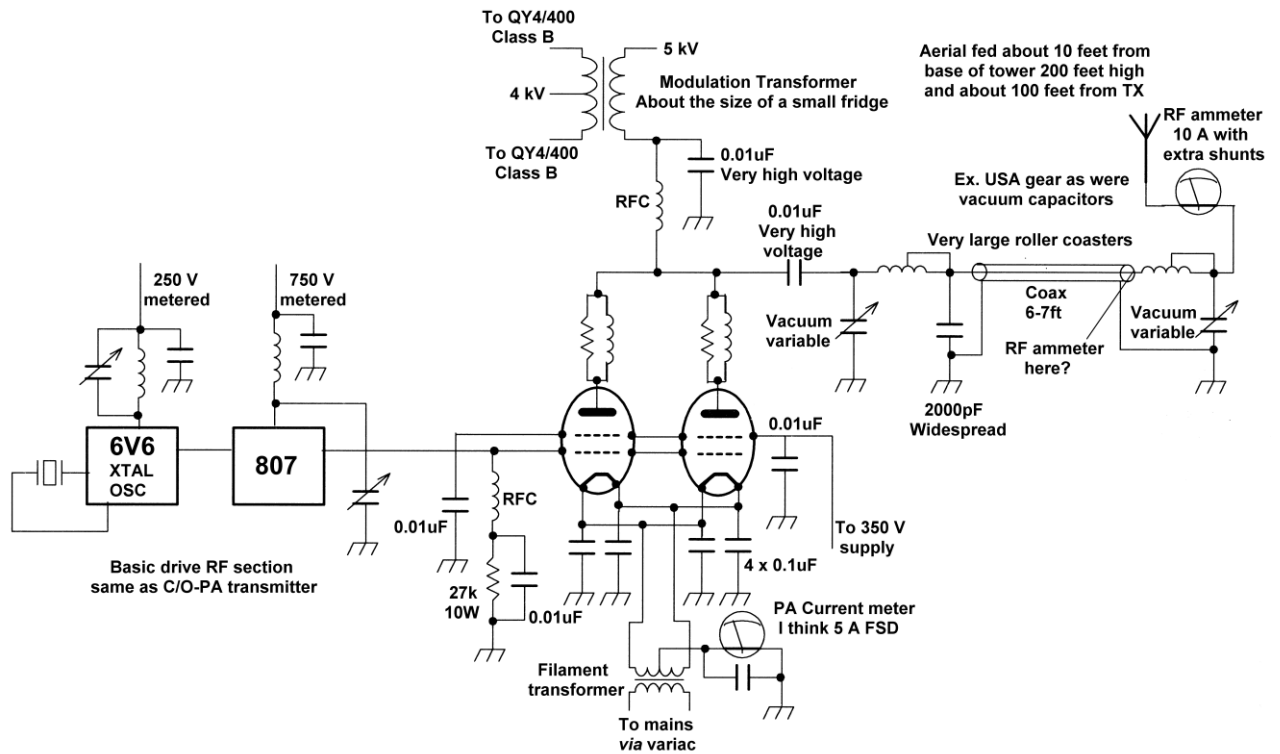 To QY4/400
Class B
5 kV
4 kV
Modulation Transformer
About the size of a small fridge
To QY4/400
Class B
0.01uF
Very high voltage
RFC
Aerial fed about 10 feet from
base of tower 200 feet high
and about 100 feet from TX
RF ammeter
10 A with
extra shunts
Ex. USA gear as were
vacuum capacitors
0.01uF
Very high
voltage
Very large roller coasters
Coax
6-7ft
Vacuum
variable
RF ammeter
here?
Vacuum
variable
2000pF
Widespread
250 V
metered
750 V
metered
6V6
XTAL
OSC
807
Basic drive RF section
same as C/O-PA transmitter
0.01uF
RFC
27k
10W
0.01uF
0.01uF
To 350 V
supply
4 x 0.1uF
PA Current meter
I think 5 A FSD
Filament
transformer
To mains
via variac